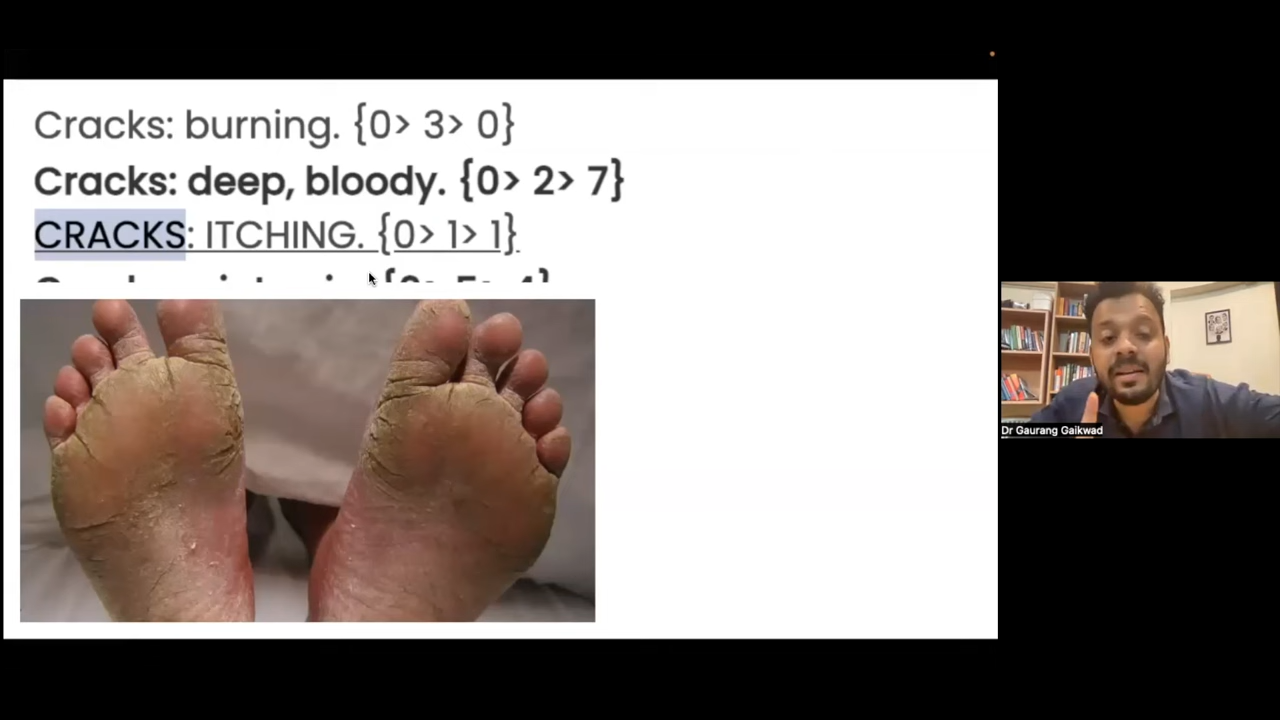 Cracks: burning. {0> 3> 0}
Cracks: deep, bloody. {0> 2> 7}
CRACKS: ITCHING. {0> 1> 1}
Dr Gaurang Gaikwad